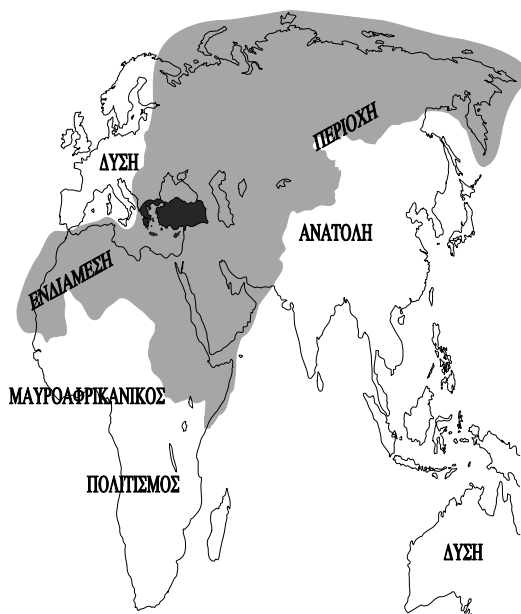 ΠΕΡΙΟΧΗ
ΔΥΣΗ
ΑΝΑΤΟΛΗ
ΕΝΔΙΑΜΕΣΗ
ΜΑΥΡΟΑΦΡΙΚΑΝΙΚΟΣ
ΠΟΛΙΤΙΣΜΟΣ
ΔΥΣΗ